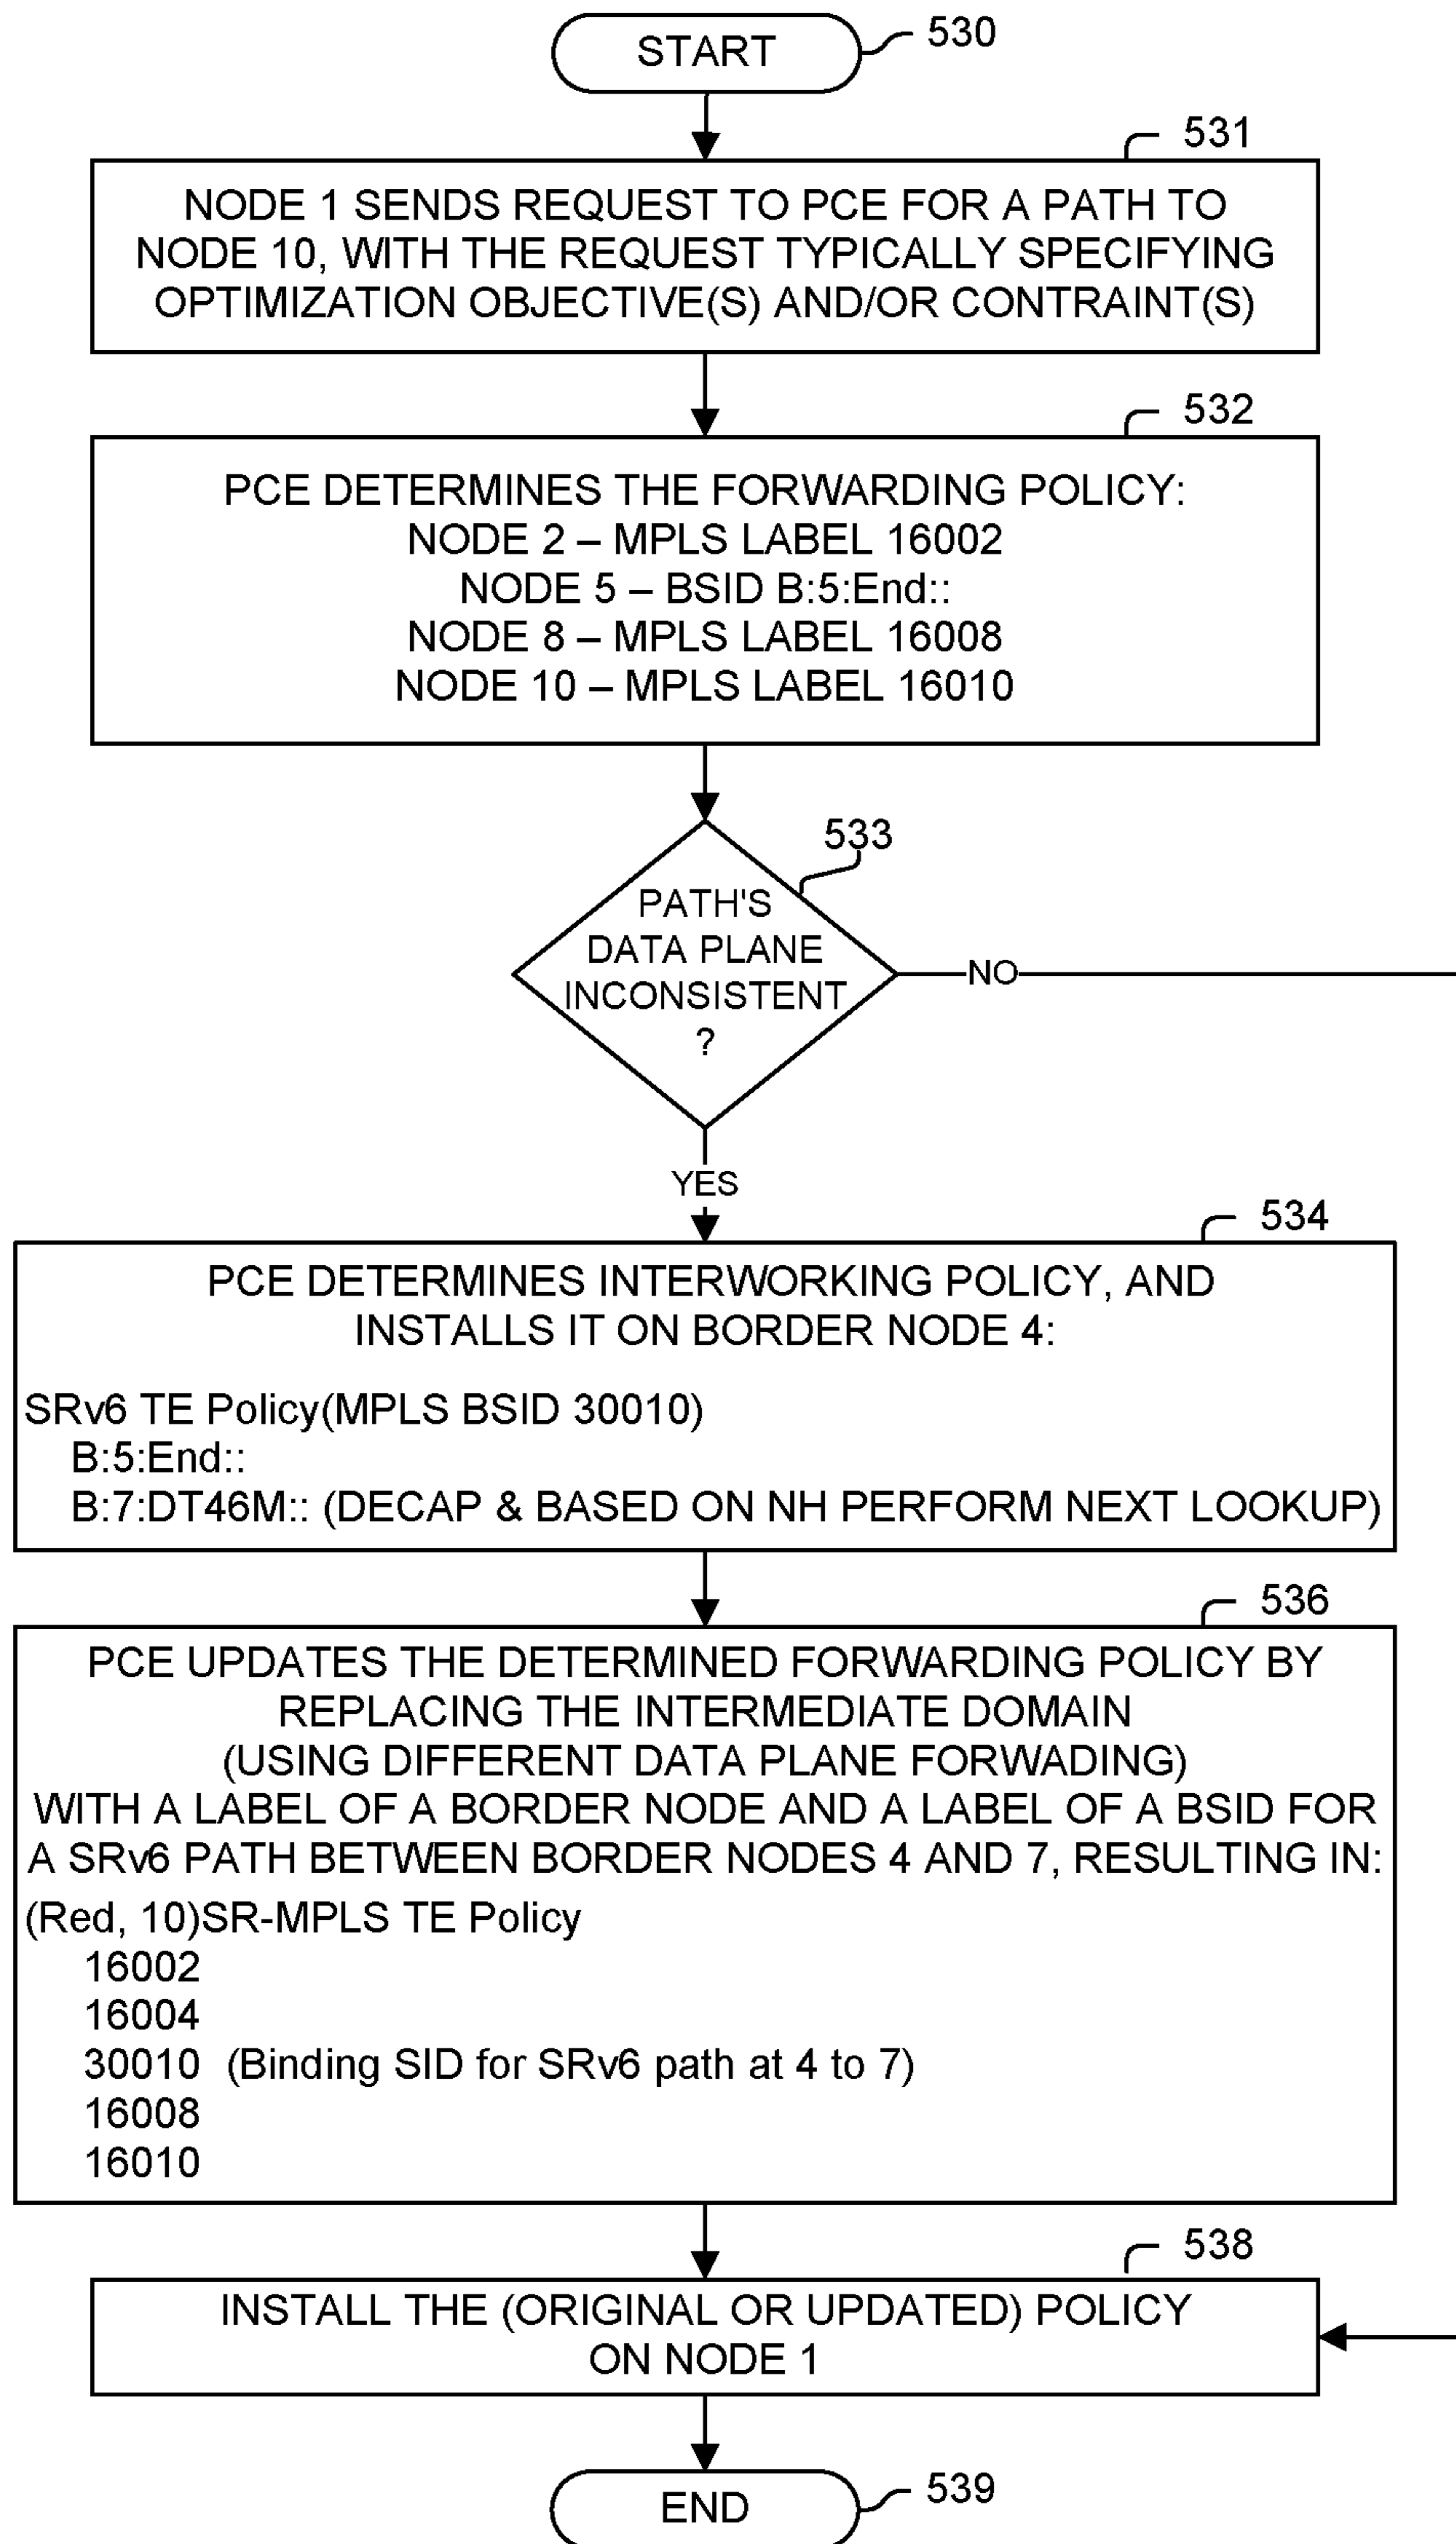 START
530
531
NODE 1 SENDS REQUEST TO PCE FOR A PATH TO
NODE 10, WITH THE REQUEST TYPICALLY SPECIFYING
OPTIMIZATION OBJECTIVE(S) AND/OR CONTRAINT(S)
532
PCE DETERMINES THE FORWARDING POLICY:
NODE 2 – MPLS LABEL 16002
NODE 5 – BSID B:5:End::
NODE 8 – MPLS LABEL 16008
NODE 10 – MPLS LABEL 16010
533
PATH'S
DATA PLANE
INCONSISTENT
?
NO
YES
534
PCE DETERMINES INTERWORKING POLICY, AND
INSTALLS IT ON BORDER NODE 4:
SRv6 TE Policy(MPLS BSID 30010)
B:5:End::
B:7:DT46M:: (DECAP & BASED ON NH PERFORM NEXT LOOKUP)
536
PCE UPDATES THE DETERMINED FORWARDING POLICY BY
REPLACING THE INTERMEDIATE DOMAIN
(USING DIFFERENT DATA PLANE FORWADING)
WITH A LABEL OF A BORDER NODE AND A LABEL OF A BSID FOR
A SRv6 PATH BETWEEN BORDER NODES 4 AND 7, RESULTING IN:
(Red, 10)SR-MPLS TE Policy
16002
16004
30010 (Binding SID for SRv6 path at 4 to 7)
16008
16010
538
INSTALL THE (ORIGINAL OR UPDATED) POLICY
ON NODE 1
END
539